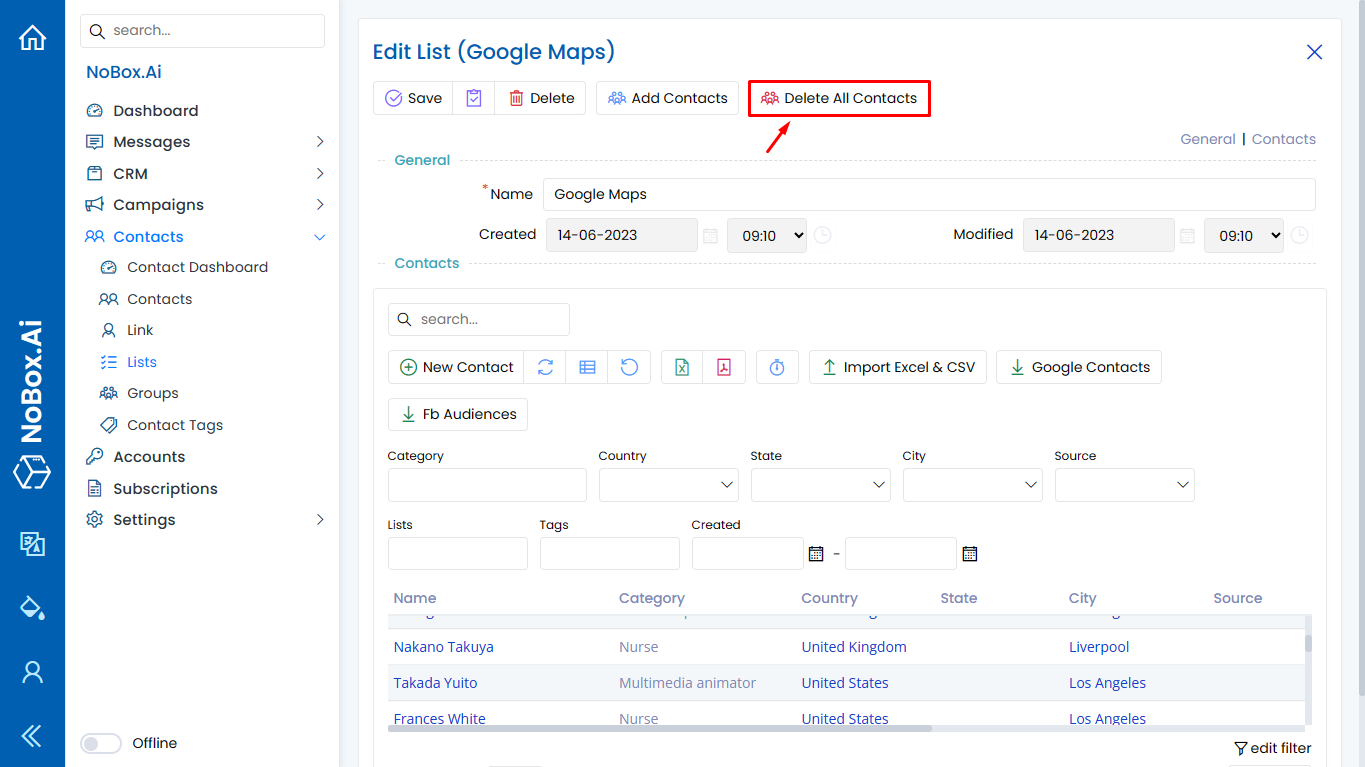 search...
NoBox.Ai
Dashboard
Messages
CRM
Campaigns
Contacts
Contact Dashboard
Contacts
Link
Lists
Groups
Contact Tags
Accounts
Subscriptions
Settings
Offline
NoBox.Ai
Edit List (Google Maps)
Save Delete Add Contacts Delete All Contacts
General | Contacts
General
*Name Google Maps
Created 14-06-2023 09:10 Modified 14-06-2023 09:10
Contacts
search...
New Contact Import Excel & CSV Google Contacts
Fb Audiences
Category Country State City Source
Lists Tags Created
-
Name Category Country State City Source
Nakano Takuya Nurse United Kingdom Liverpool
Takada Yuito Multimedia animator United States Los Angeles
Frances White Nurse United States Los Angeles
edit filter